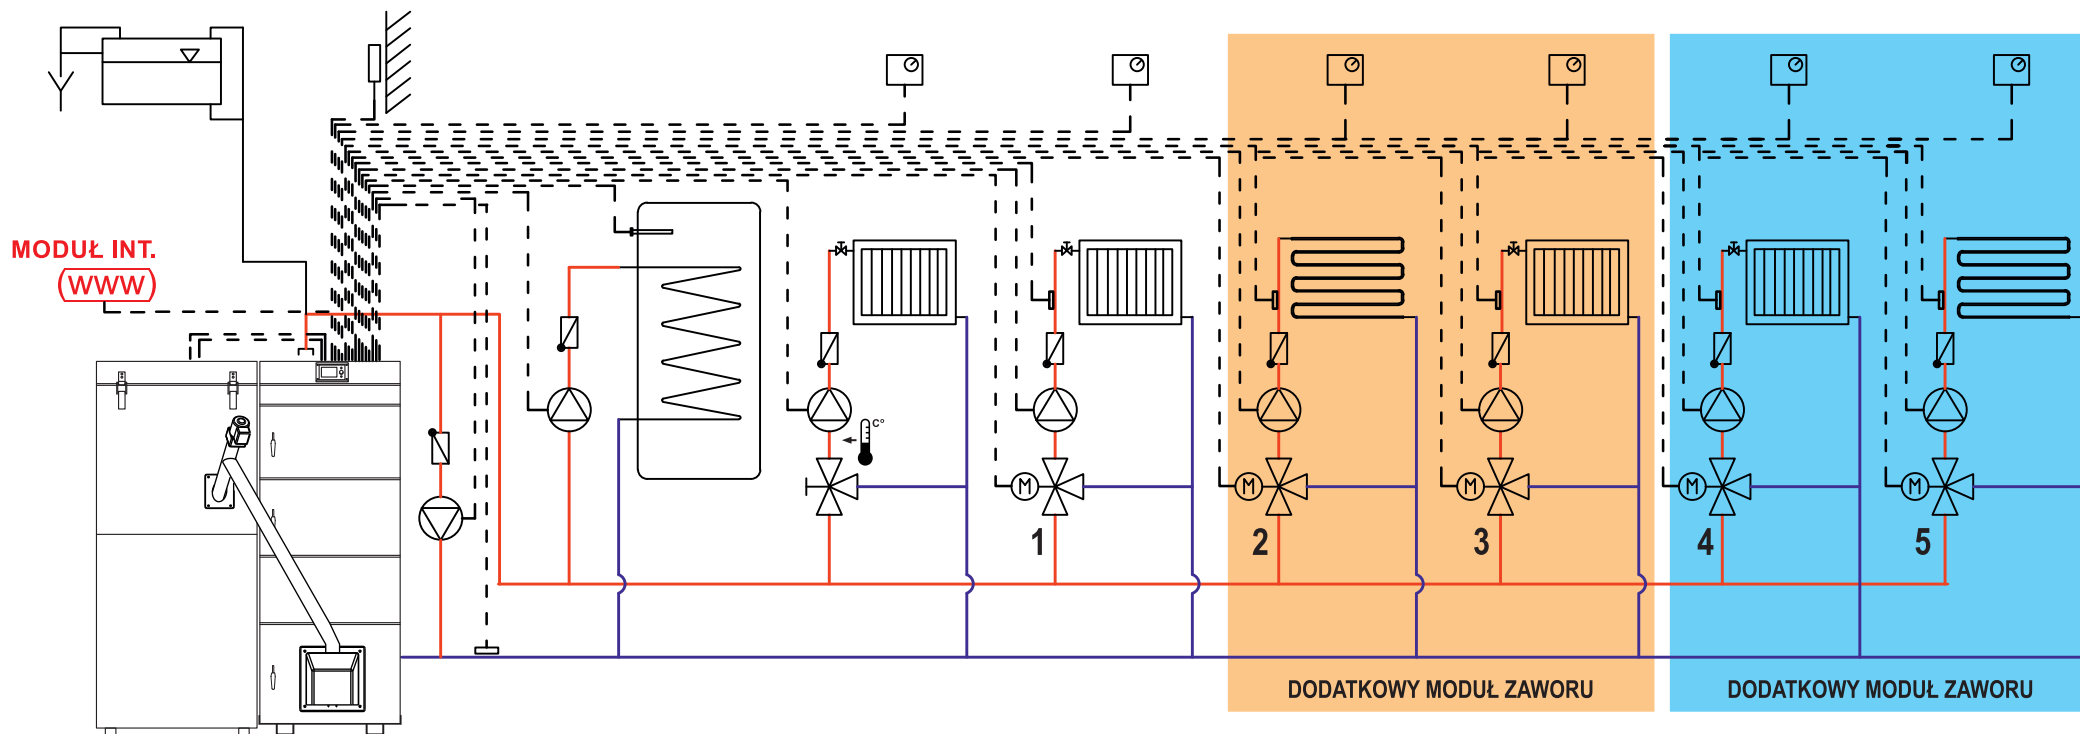 MODUŁ INT.
(WWW)
C°
M
M
M
M
M
1
2
3
4
5
DODATKOWY MODUŁ ZAWORU
DODATKOWY MODUŁ ZAWORU